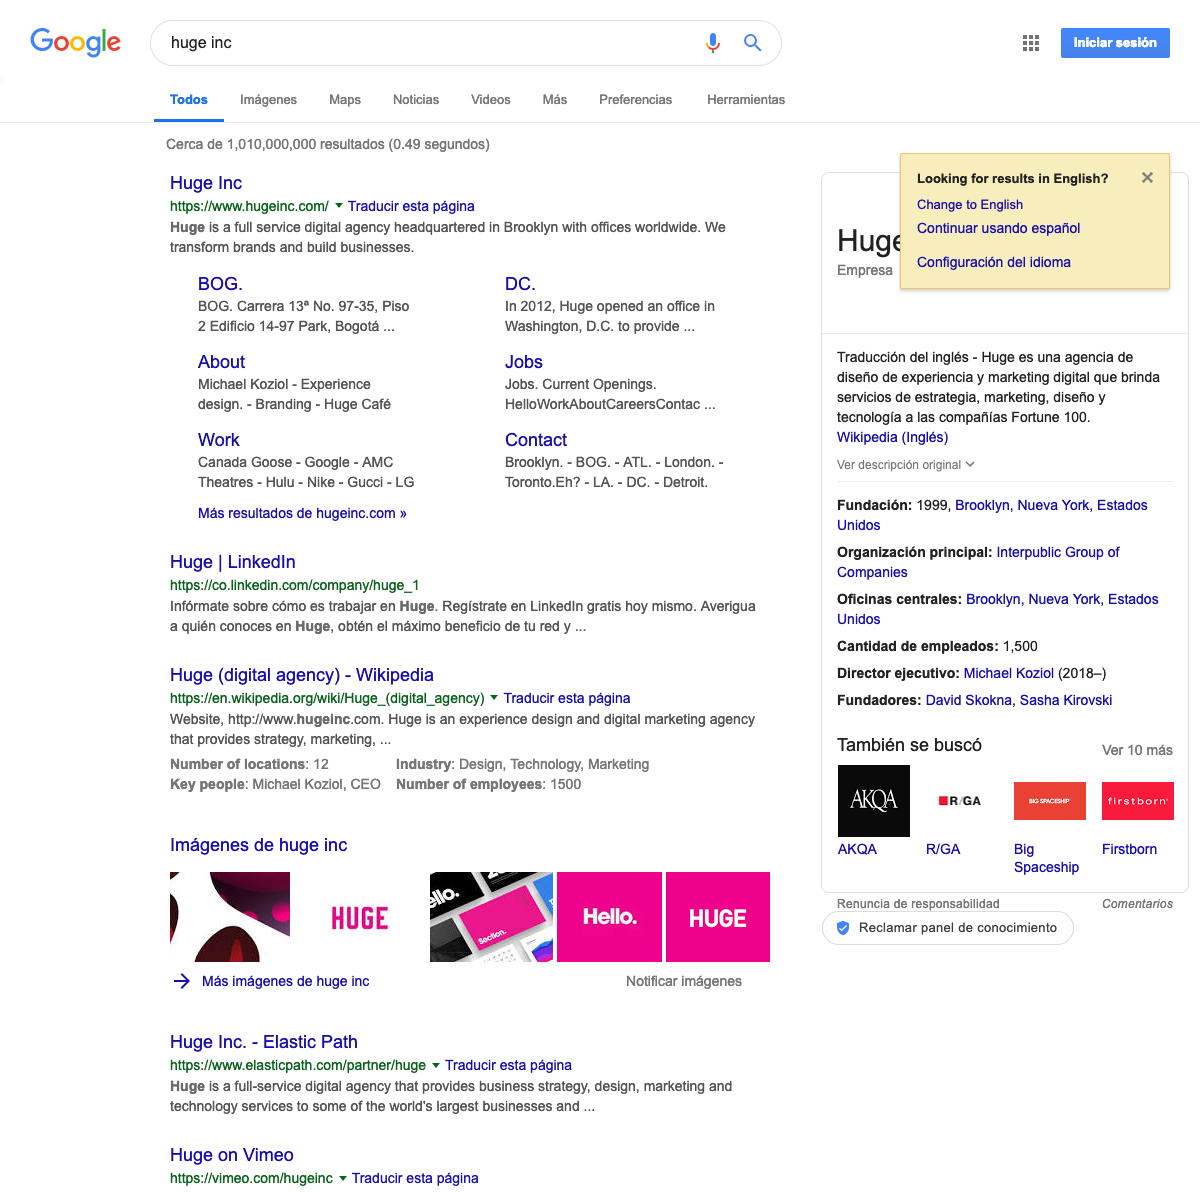 Google
huge inc
Iniciar sesión
Todos
Imágenes
Maps
Noticias
Videos
Más
Preferencias
Herramientas
Cerca de 1,010,000,000 resultados (0.49 segundos)
Huge Inc
https://www.hugeinc.com/ Traducir esta página
Huge is a full service digital agency headquartered in Brooklyn with offices worldwide. We
transform brands and build businesses.
BOG.
BOG. Carrera 13ª No. 97-35, Piso
2 Edificio 14-97 Park, Bogotá ...
DC.
In 2012, Huge opened an office in
Washington, D.C. to provide ...
About
Michael Koziol - Experience
design. - Branding - Huge Café
Jobs
Jobs. Current Openings.
HelloWorkAboutCareersContac ...
Work
Canada Goose - Google - AMC
Theatres - Hulu - Nike - Gucci - LG
Contact
Brooklyn. - BOG. - ATL. - London. -
Toronto.Eh? - LA. - DC. - Detroit.
Más resultados de hugeinc.com »
Huge | LinkedIn
https://co.linkedin.com/company/huge_1
Infórmate sobre cómo es trabajar en Huge. Regístrate en LinkedIn gratis hoy mismo. Averigua
a quién conoces en Huge, obtén el máximo beneficio de tu red y ...
Huge (digital agency) - Wikipedia
https://en.wikipedia.org/wiki/Huge_(digital_agency) Traducir esta página
Website, http://www.hugeinc.com. Huge is an experience design and digital marketing agency
that provides strategy, marketing, ...
Number of locations: 12
Industry: Design, Technology, Marketing
Key people: Michael Koziol, CEO
Number of employees: 1500
Imágenes de huge inc
HUGE
Hello.
Section.
Hello.
HUGE
Más imágenes de huge inc
Notificar imágenes
Huge Inc. - Elastic Path
https://www.elasticpath.com/partner/huge Traducir esta página
Huge is a full-service digital agency that provides business strategy, design, marketing and
technology services to some of the world's largest businesses and ...
Huge on Vimeo
https://vimeo.com/hugeinc Traducir esta página
Looking for results in English?
Change to English
Continuar usando español
Configuración del idioma
Huge
Empresa
Traducción del inglés - Huge es una agencia de
diseño de experiencia y marketing digital que brinda
servicios de estrategia, marketing, diseño y
tecnología a las compañías Fortune 100.
Wikipedia (Inglés)
Ver descripción original
Fundación: 1999, Brooklyn, Nueva York, Estados
Unidos
Organización principal: Interpublic Group of
Companies
Oficinas centrales: Brooklyn, Nueva York, Estados
Unidos
Cantidad de empleados: 1,500
Director ejecutivo: Michael Koziol (2018–)
Fundadores: David Skokna, Sasha Kirovski
También se buscó
Ver 10 más
AKQA
R/GA
BIG SPACESHIP
firstborn
AKQA
R/GA
Big
Spaceship
Firstborn
Renuncia de responsabilidad
Comentarios
Reclamar panel de conocimiento